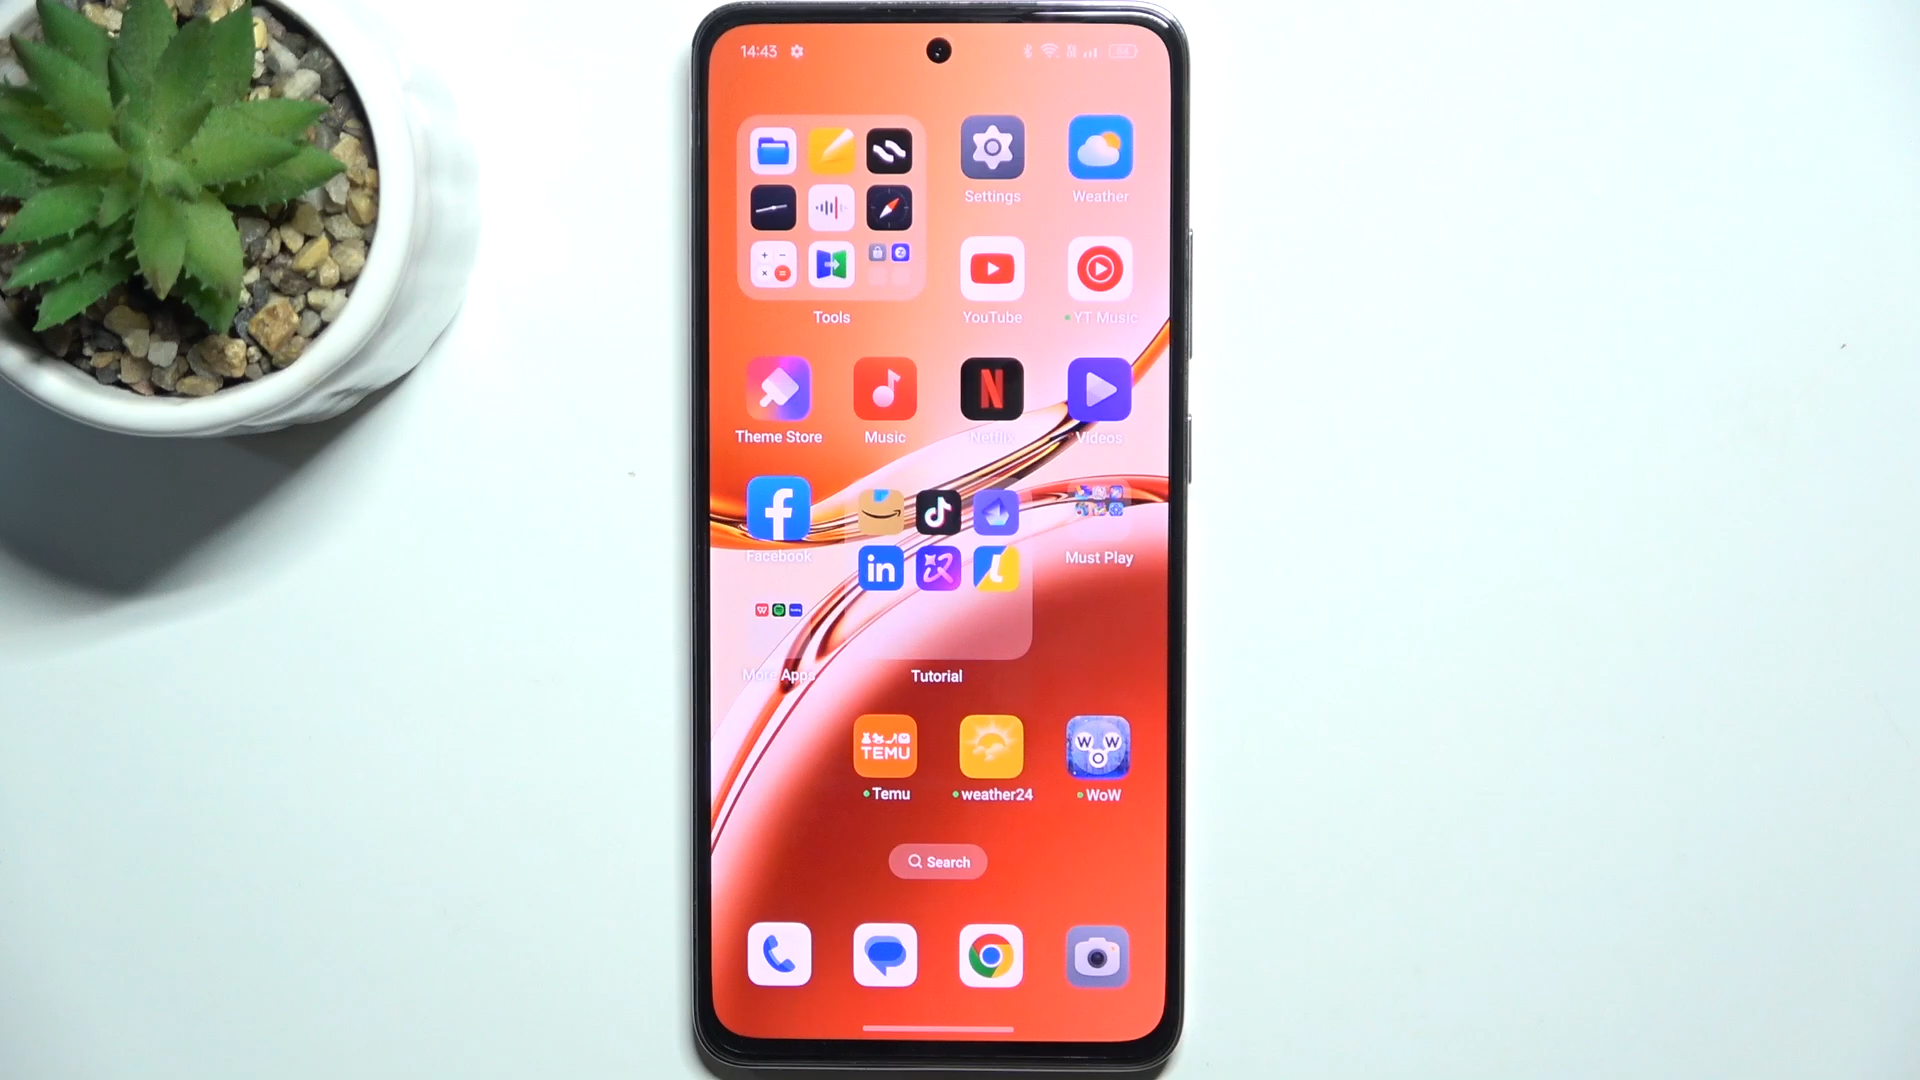 14:43
Settings
Weather
Tools
YouTube
YT Music
Theme Store
Music
Netflix
Videos
Facebook
in
Must Play
More Apps
Tutorial
TEMU
W W
O
Temu
weather24
WoW
Search